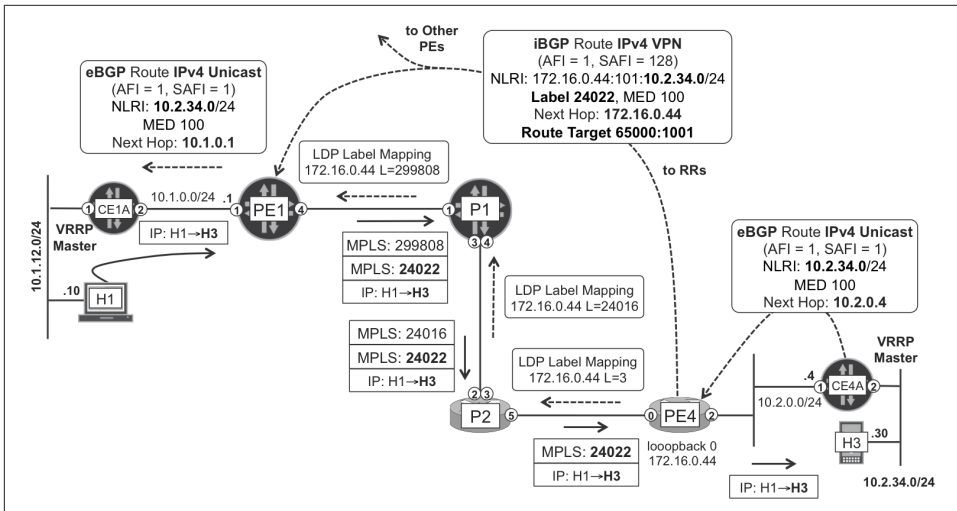 to Other
PEs
iBGP Route IPv4 VPN
(AFI = 1, SAFI = 128)
NLRI: 172.16.0.44:101:10.2.34.0/24
Label 24022, MED 100
Next Hop: 172.16.0.44
Route Target 65000:1001
eBGP Route IPv4 Unicast
(AFI = 1, SAFI = 1)
NLRI: 10.2.34.0/24
MED 100
Next Hop: 10.1.0.1
LDP Label Mapping
172.16.0.44 L=299808
to RRs
10.1.12.0/24
1
CE1A
2
10.1.0.0/24
.1
1
PE1
4
1
P1
3
4
VRRP
Master
IP: H1→H3
.10
H1
MPLS: 299808
MPLS: 24022
IP: H1→H3
LDP Label Mapping
172.16.0.44 L=24016
MPLS: 24016
MPLS: 24022
IP: H1→H3
eBGP Route IPv4 Unicast
(AFI = 1, SAFI = 1)
NLRI: 10.2.34.0/24
MED 100
Next Hop: 10.2.0.4
LDP Label Mapping
172.16.0.44 L=3
VRRP
Master
2
3
P2
5
0
PE4
2
.4
1
CE4A
2
10.2.0.0/24
looopback 0
172.16.0.44
MPLS: 24022
IP: H1→H3
IP: H1→H3
H3
.30
10.2.34.0/24